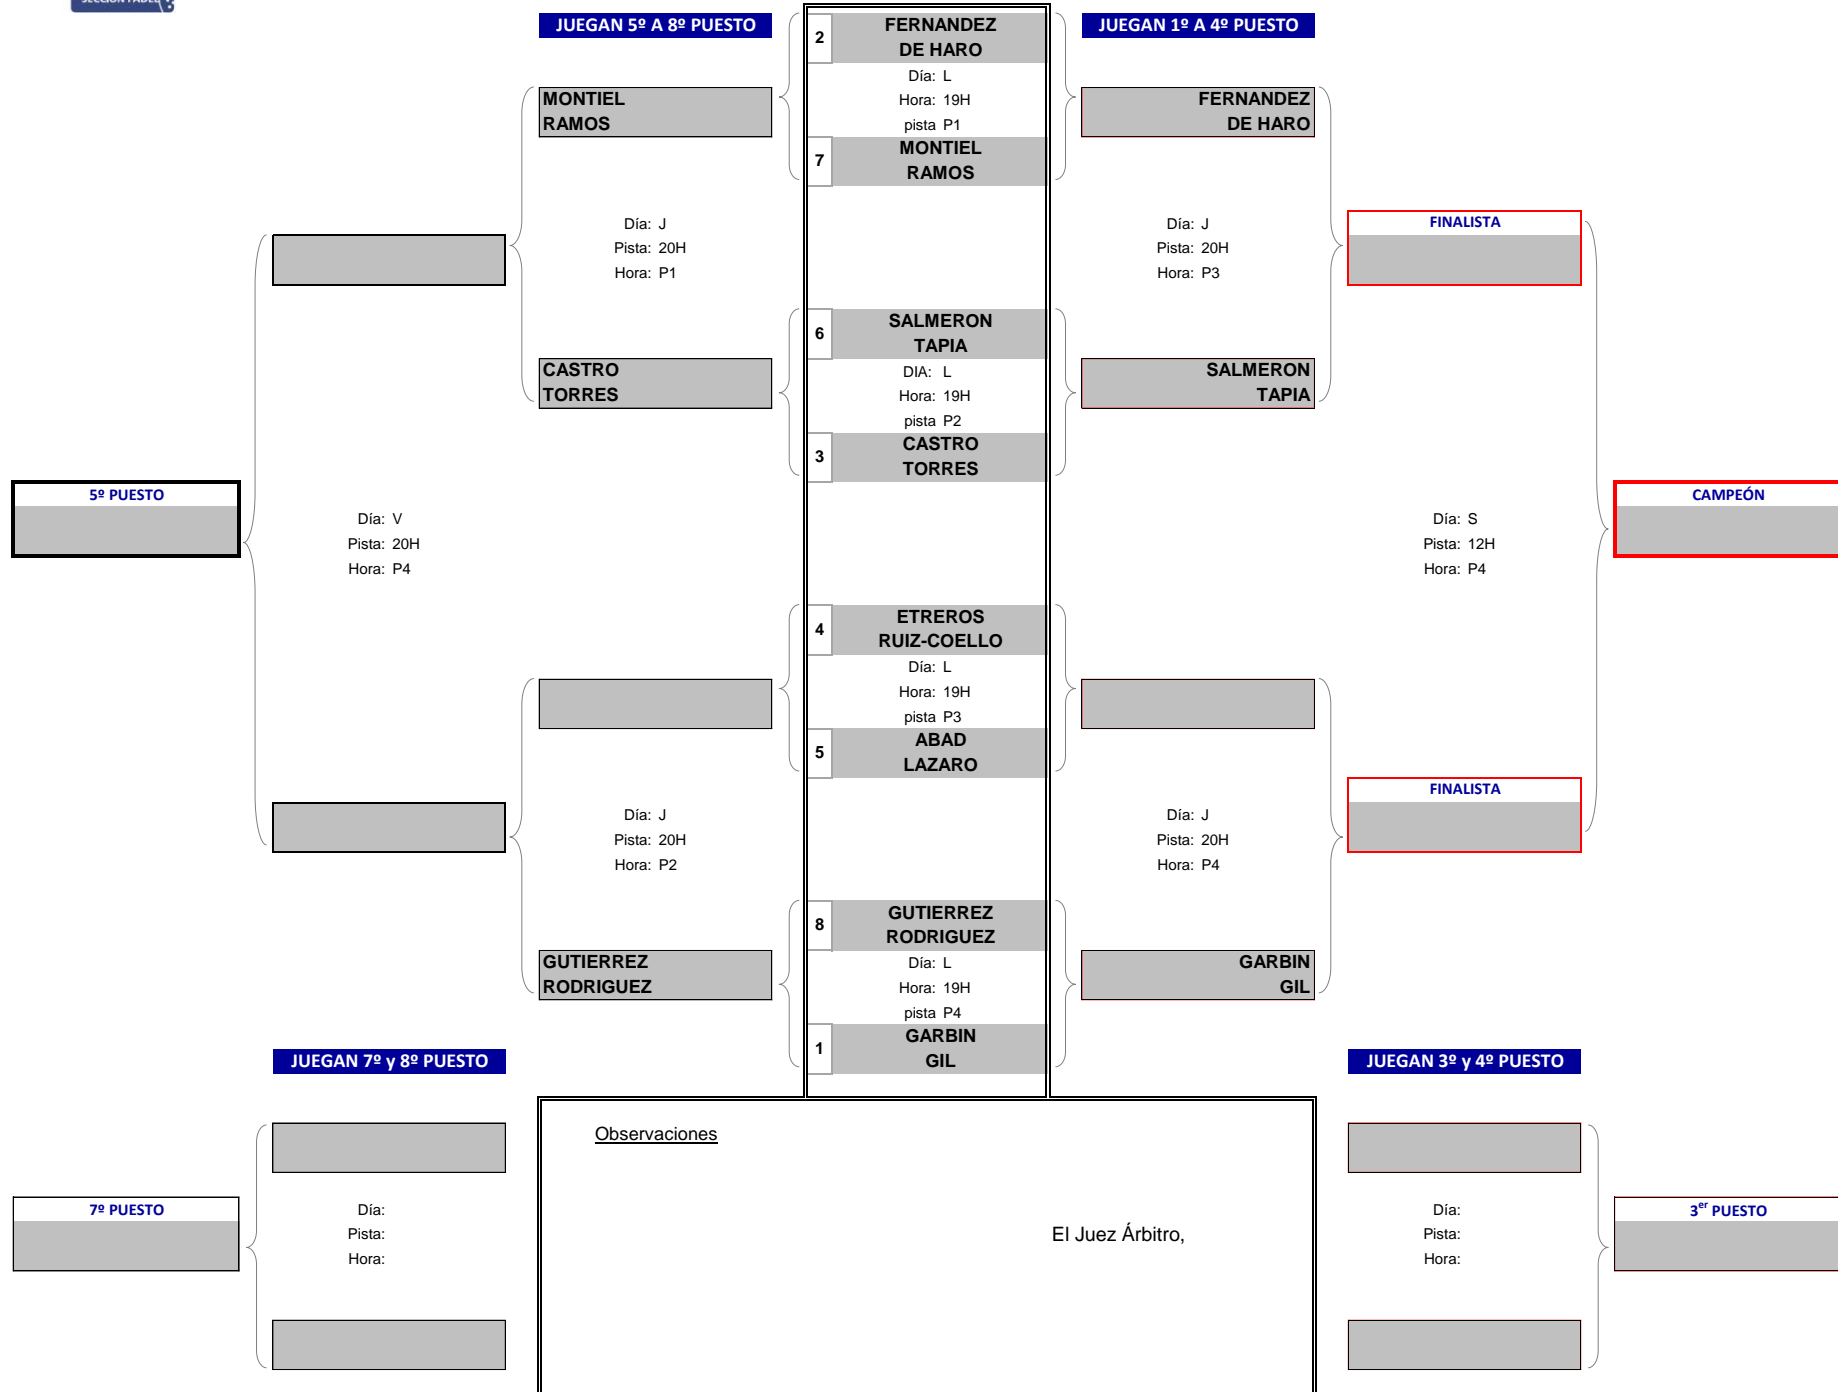 SECCIÓN PADEL
JUEGAN 5º A 8º PUESTO
2
FERNANDEZ
DE HARO
JUEGAN 1º A 4º PUESTO
Día: L
MONTIEL
RAMOS
Hora: 19H
pista P1
FERNANDEZ
DE HARO
7
MONTIEL
RAMOS
Día: J
Pista: 20H
Hora: P1
Día: J
Pista: 20H
Hora: P3
FINALISTA
6
SALMERON
TAPIA
CASTRO
TORRES
DIA: L
Hora: 19H
pista P2
SALMERON
TAPIA
3
CASTRO
TORRES
5º PUESTO
Día: V
Pista: 20H
Hora: P4
Día: S
Pista: 12H
Hora: P4
CAMPEÓN
4
ETREROS
RUIZ-COELLO
Día: L
Hora: 19H
pista P3
5
ABAD
LAZARO
Día: J
Pista: 20H
Hora: P2
Día: J
Pista: 20H
Hora: P4
FINALISTA
8
GUTIERREZ
RODRIGUEZ
GUTIERREZ
RODRIGUEZ
Día: L
Hora: 19H
pista P4
GARBIN
GIL
1
GARBIN
GIL
JUEGAN 7º y 8º PUESTO
JUEGAN 3º y 4º PUESTO
Observaciones
7º PUESTO
Día:
Pista:
Hora:
El Juez Árbitro,
Día:
Pista:
Hora:
3er PUESTO